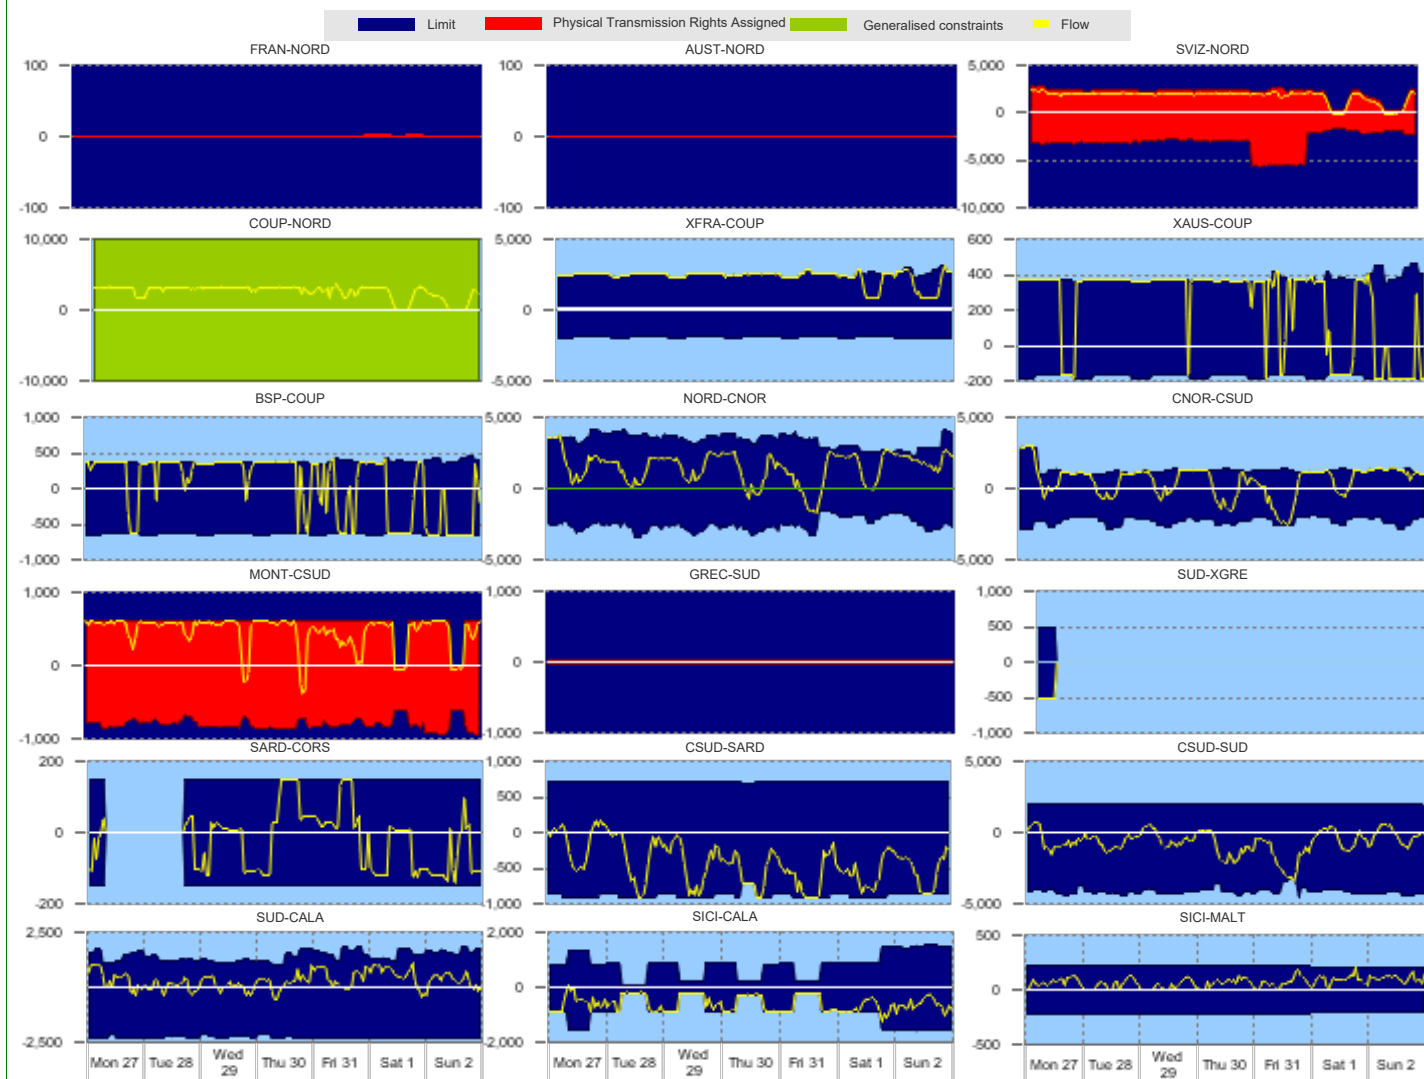 Limit Physical Transmission Rights Assigned Generalised constraints Flow
FRAN-NORD AUST-NORD SVIZ-NORD
100 100 5,000
0 0 0
-5,000
-100 -100 -10,000
COUP-NORD XFRA-COUP XAUS-COUP
10,000 5,000 600
400
200
0 0 0
-10,000 -5,000 -200
BSP-COUP NORD-CNOR CNOR-CSUD
1,000 5,000 5,000
500
0 0 0
-500
-1,000 -5,000 -5,000
MONT-CSUD GREC-SUD SUD-XGRE
1,000 1,000 1,000
500
0 0 0
-500
-1,000 -1,000 -1,000
SARD-CORS CSUD-SARD CSUD-SUD
200 1,000 5,000
500
0 0 0
-500
-200 -1,000 -5,000
SUD-CALA SICI-CALA SICI-MALT
2,500 2,000 500
0 0 0
-2,500 -2,000 -500
Mon 27 Tue 28 Wed 29 Thu 30 Fri 31 Sat 1 Sun 2 Mon 27 Tue 28 Wed 29 Thu 30 Fri 31 Sat 1 Sun 2 Mon 27 Tue 28 Wed 29 Thu 30 Fri 31 Sat 1 Sun 2